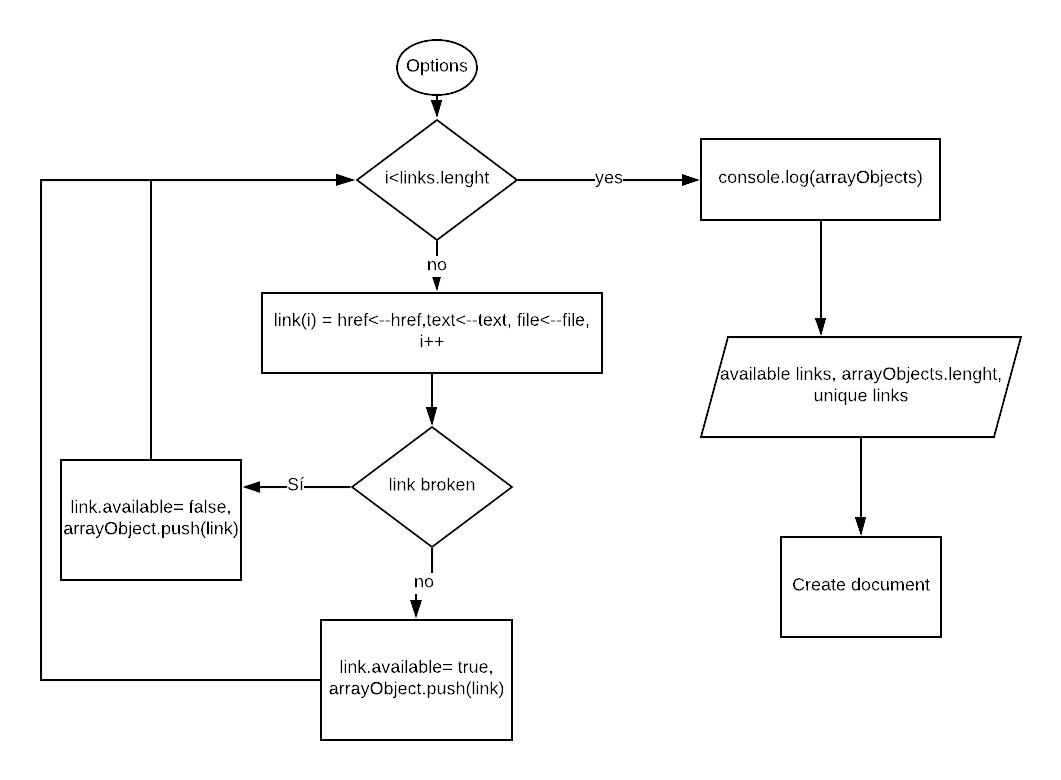 Options
i<links.lenght
yes
console.log(arrayObjects)
no
link(i) = href<--href,text<--text, file<--file,
i++
available links, arrayObjects.lenght,
unique links
link broken
Sí
link.available= false,
arrayObject.push(link)
no
Create document
link.available= true,
arrayObject.push(link)